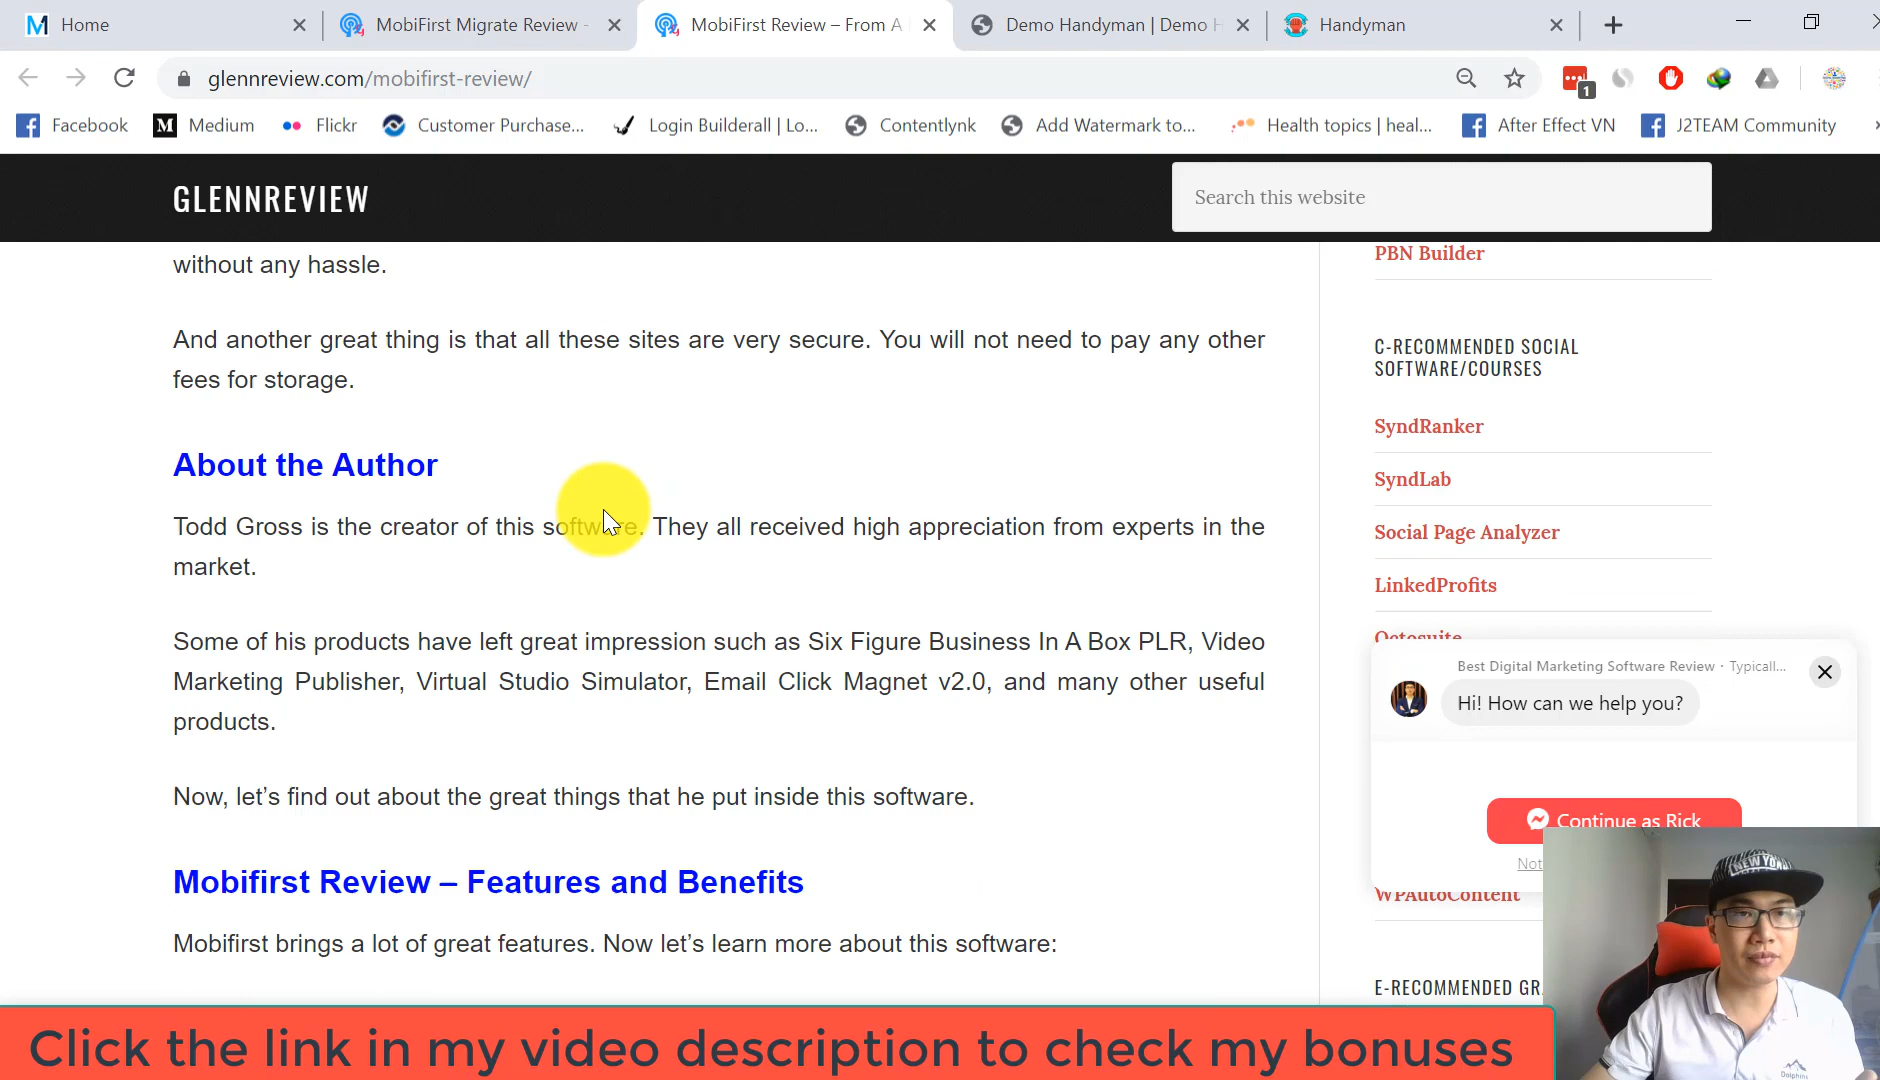 Home
MobiFirst Migrate Review -
MobiFirst Review – From A
Demo Handyman | Demo H
Handyman
glennreview.com/mobifirst-review/
1
Facebook
Medium
Flickr
Customer Purchase...
Login Builderall | Lo...
Contentlynk
Add Watermark to...
Health topics | heal...
After Effect VN
J2TEAM Community
GLENNREVIEW
Search this website
without any hassle.
And another great thing is that all these sites are very secure. You will not need to pay any other
fees for storage.
About the Author
Todd Gross is the creator of this software. They all received high appreciation from experts in the
market.
Some of his products have left great impression such as Six Figure Business In A Box PLR, Video
Marketing Publisher, Virtual Studio Simulator, Email Click Magnet v2.0, and many other useful
products.
Now, let’s find out about the great things that he put inside this software.
Mobifirst Review – Features and Benefits
Mobifirst brings a lot of great features. Now let’s learn more about this software:
PBN Builder
C-RECOMMENDED SOCIAL
SOFTWARE/COURSES
SyndRanker
SyndLab
Social Page Analyzer
LinkedProfits
Octosuite
Best Digital Marketing Software Review · Typicall...
Hi! How can we help you?
Continue as Rick
Not
WPAutoContent
E-RECOMMENDED GR
NEW YORK
Dolphins
Click the link in my video description to check my bonuses